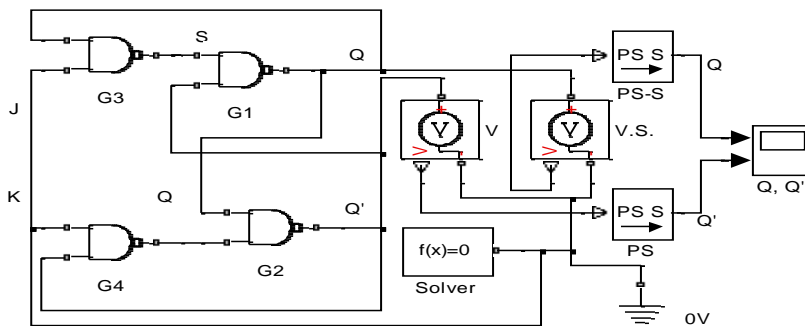 S
Q
G3
G1
J
K
Q
Q'
G4
G2
V
V
V
V
V
V.S.
PS S
PS-S
Q
PS S
PS
Q'
Q, Q'
f(x)=0
Solver
0V